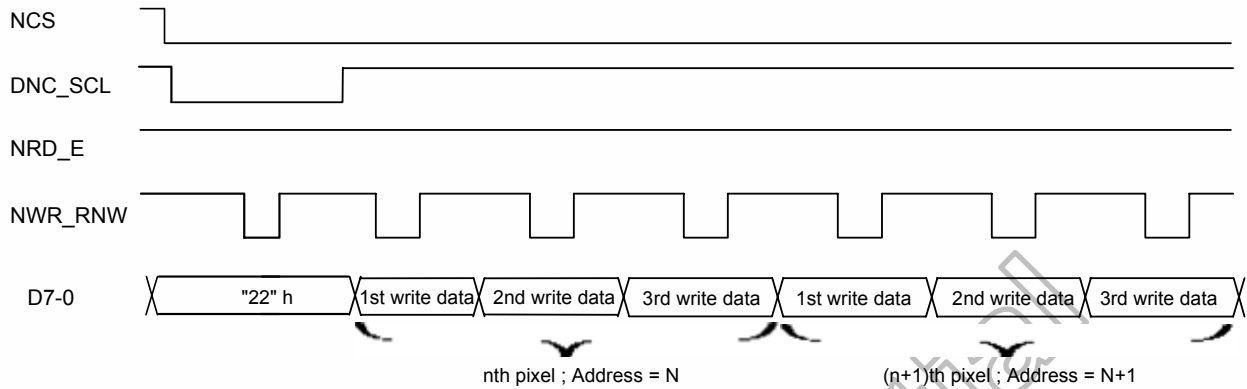 NCS
DNC_SCL
NRD_E
NWR_RNW
D7-0 "22" h 1st write data 2nd write data 3rd write data 1st write data 2nd write data 3rd write data
nth pixel ; Address = N (n+1)th pixel ; Address = N+1